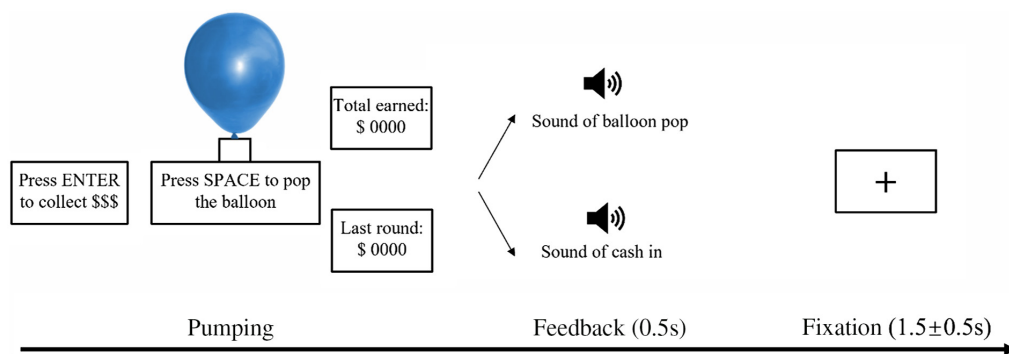 Total earned:
$ 0000
Sound of balloon pop
Press ENTER
to collect $$$
Press SPACE to pop
the balloon
+
Last round:
$ 0000
Sound of cash in
Pumping
Feedback (0.5s)
Fixation (1.5±0.5s)